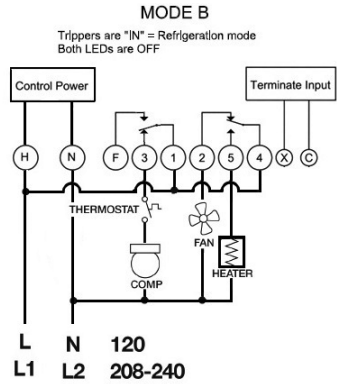 MODE B
Trippers are "IN" = Refrigeration mode
Both LEDs are OFF
Control Power
Terminate Input
H N F 3 1 2 5 4 X C
THERMOSTAT
FAN
HEATER
COMP
L N 120
L1 L2 208-240